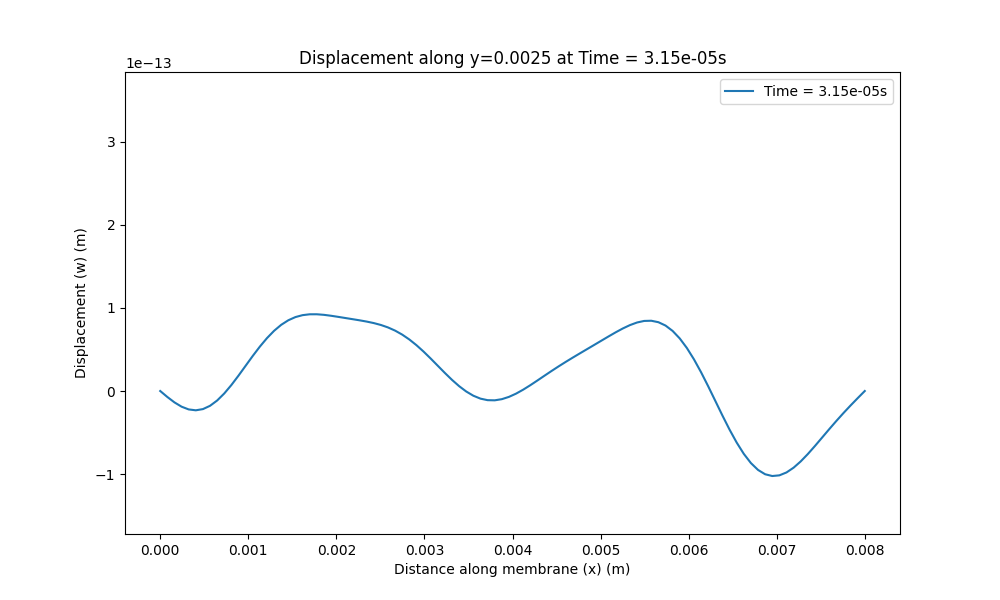 Displacement along y=0.0025 at Time = 3.15e-05s
1e−13
Time = 3.15e-05s
3
2
1
0
−1
Displacement (w) (m)
0.000 0.001 0.002 0.003 0.004 0.005 0.006 0.007 0.008
Distance along membrane (x) (m)